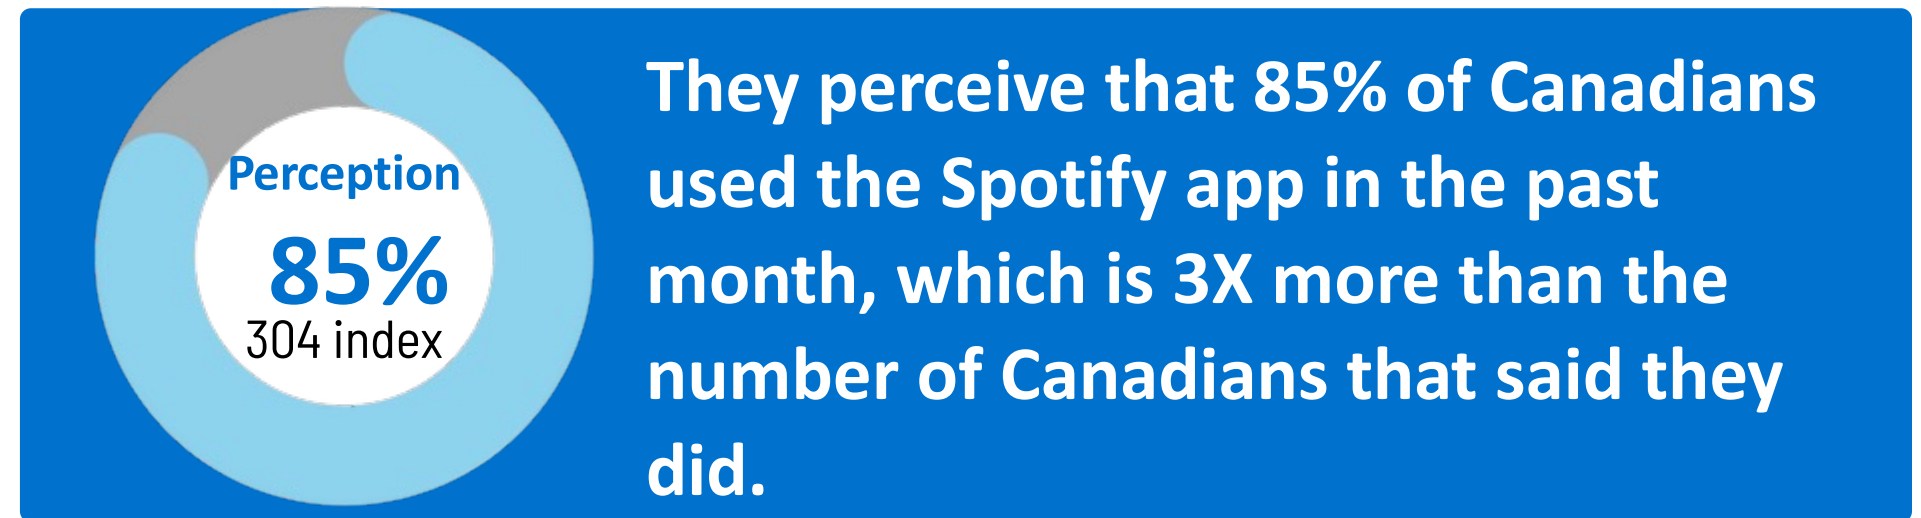 Perception
85%
304 index
They perceive that 85% of Canadians
used the Spotify app in the past
month, which is 3X more than the
number of Canadians that said they
did.